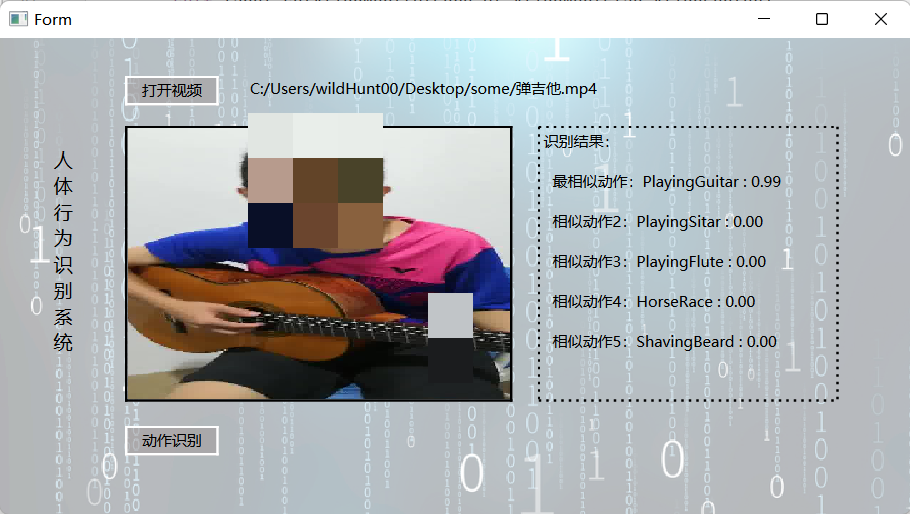 Form
打开视频
C:/Users/wildHunt00/Desktop/some/弹吉他.mp4
人体行为识别系统
识别结果：
最相似动作：PlayingGuitar : 0.99
相似动作2：PlayingSitar : 0.00
相似动作3：PlayingFlute : 0.00
相似动作4：HorseRace : 0.00
相似动作5：ShavingBeard : 0.00
动作识别